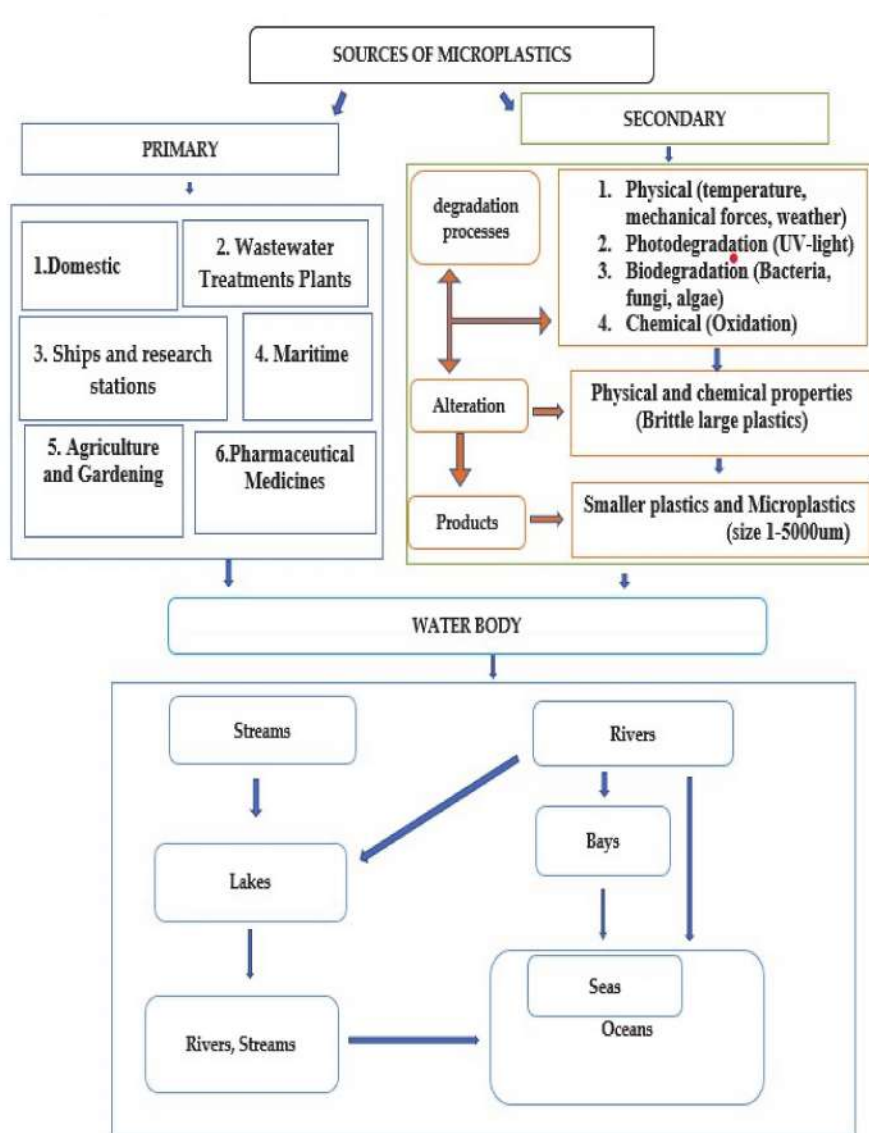 SOURCES OF MICROPLASTICS
PRIMARY
SECONDARY
1.Domestic
2. Wastewater
Treatments Plants
3. Ships and research
stations
4. Maritime
5. Agriculture
and Gardening
6.Pharmaceutical
Medicines
degradation
processes
1. Physical (temperature,
mechanical forces, weather)
2. Photodegradation (UV-light)
3. Biodegradation (Bacteria,
fungi, algae)
4. Chemical (Oxidation)
Alteration
Physical and chemical properties
(Brittle large plastics)
Products
Smaller plastics and Microplastics
(size 1-5000um)
WATER BODY
Streams
Rivers
Bays
Lakes
Seas
Oceans
Rivers, Streams